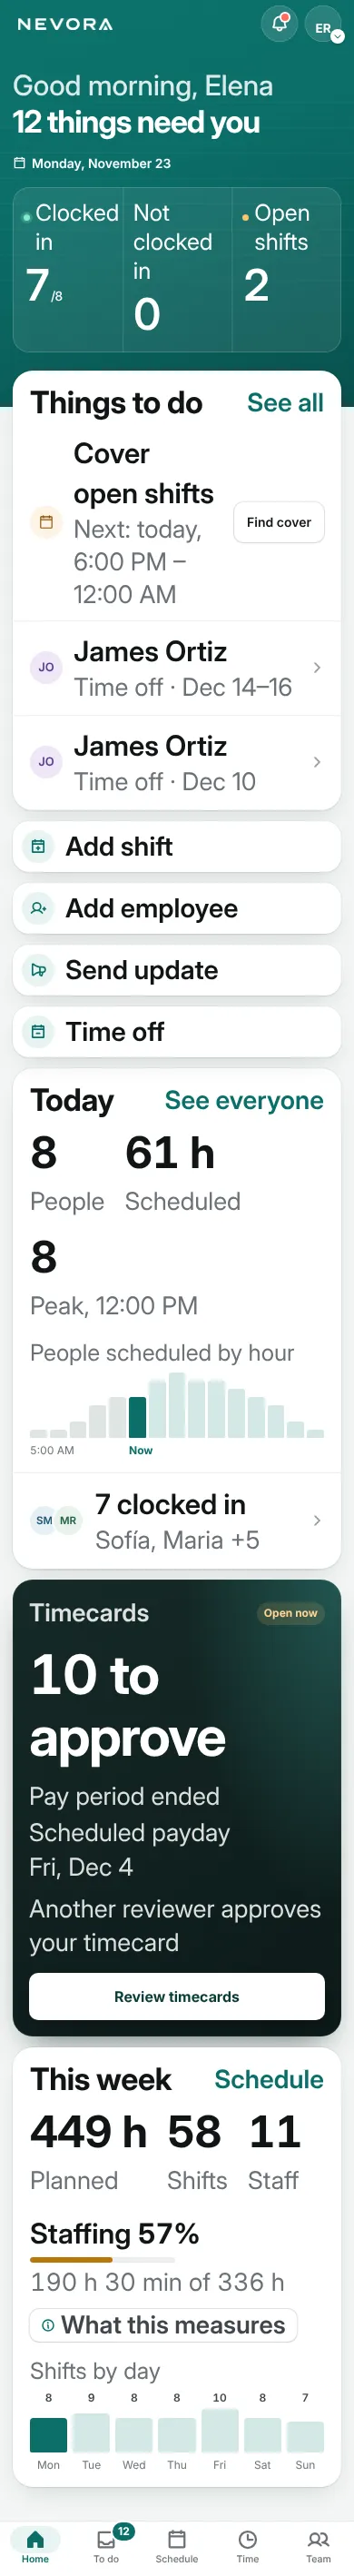 NEVORA
ER
Good morning, Elena
12 things need you
Monday, November 23
Clocked in
7 /8
Not clocked in
0
Open shifts
2
Things to do
See all
Cover open shifts
Next: today, 6:00 PM – 12:00 AM
Find cover
JO
James Ortiz
Time off · Dec 14–16
JO
James Ortiz
Time off · Dec 10
Add shift
Add employee
Send update
Time off
Today
See everyone
8
People
61 h
Scheduled
8
Peak, 12:00 PM
People scheduled by hour
5:00 AM
Now
SM
MR
7 clocked in
Sofía, Maria +5
Timecards
Open now
10 to approve
Pay period ended
Scheduled payday
Fri, Dec 4
Another reviewer approves
your timecard
Review timecards
This week
Schedule
449 h
Planned
58
Shifts
11
Staff
Staffing 57%
190 h 30 min of 336 h
What this measures
Shifts by day
8 9 8 8 10 8 7
Mon Tue Wed Thu Fri Sat Sun
12
Home To do Schedule Time Team